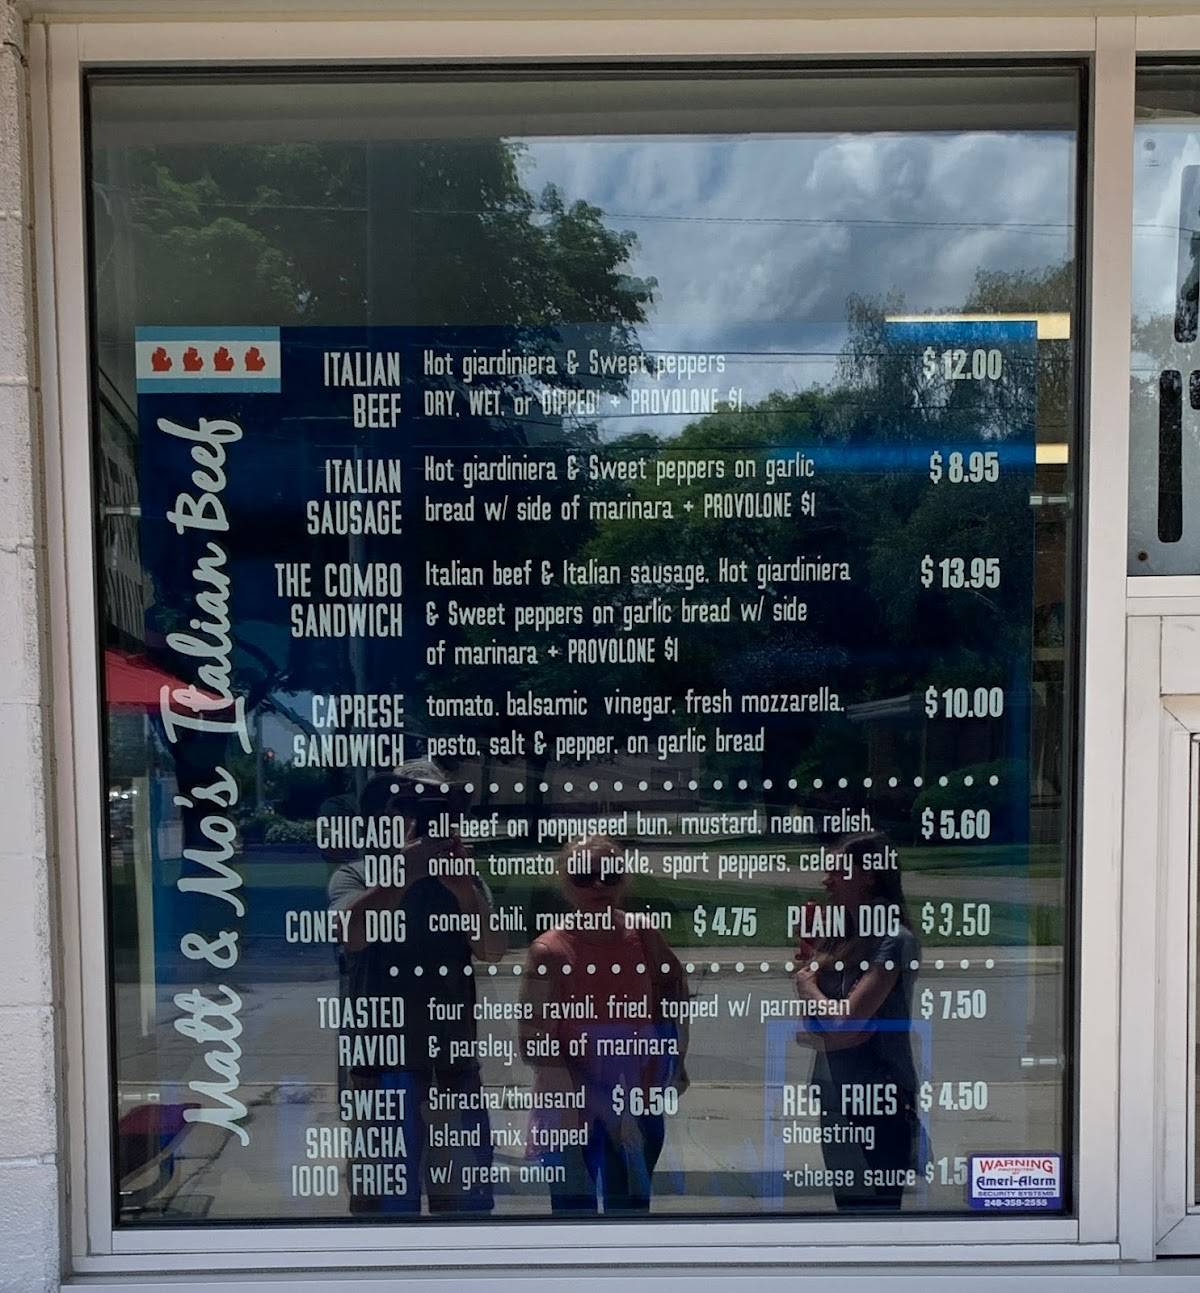 Matt & Mo's Italian Beef
ITALIAN BEEF Hot giardiniera & Sweet peppers $12.00
DRY, WET, or DIPPED! + PROVOLONE $1
ITALIAN SAUSAGE Hot giardiniera & Sweet peppers on garlic $8.95
bread w/ side of marinara + PROVOLONE $1
THE COMBO SANDWICH Italian beef & Italian sausage, Hot giardiniera $13.95
& Sweet peppers on garlic bread w/ side
of marinara + PROVOLONE $1
CAPRESE SANDWICH tomato, balsamic vinegar, fresh mozzarella, $10.00
pesto, salt & pepper, on garlic bread
CHICAGO DOG all-beef on poppyseed bun, mustard, neon relish, $5.60
onion, tomato, dill pickle, sport peppers, celery salt
CONEY DOG coney chili, mustard, onion $4.75 PLAIN DOG $3.50
TOASTED RAVIOI four cheese ravioli, fried, topped w/ parmesan $7.50
& parsley, side of marinara
SWEET SRIRACHA 1000 FRIES Sriracha/thousand $6.50
Island mix, topped
w/ green onion
REG. FRIES $4.50
shoestring
+cheese sauce $1.5
WARNING
PROTECTED BY
Ameri-Alarm
SECURITY SYSTEMS
248-358-2555